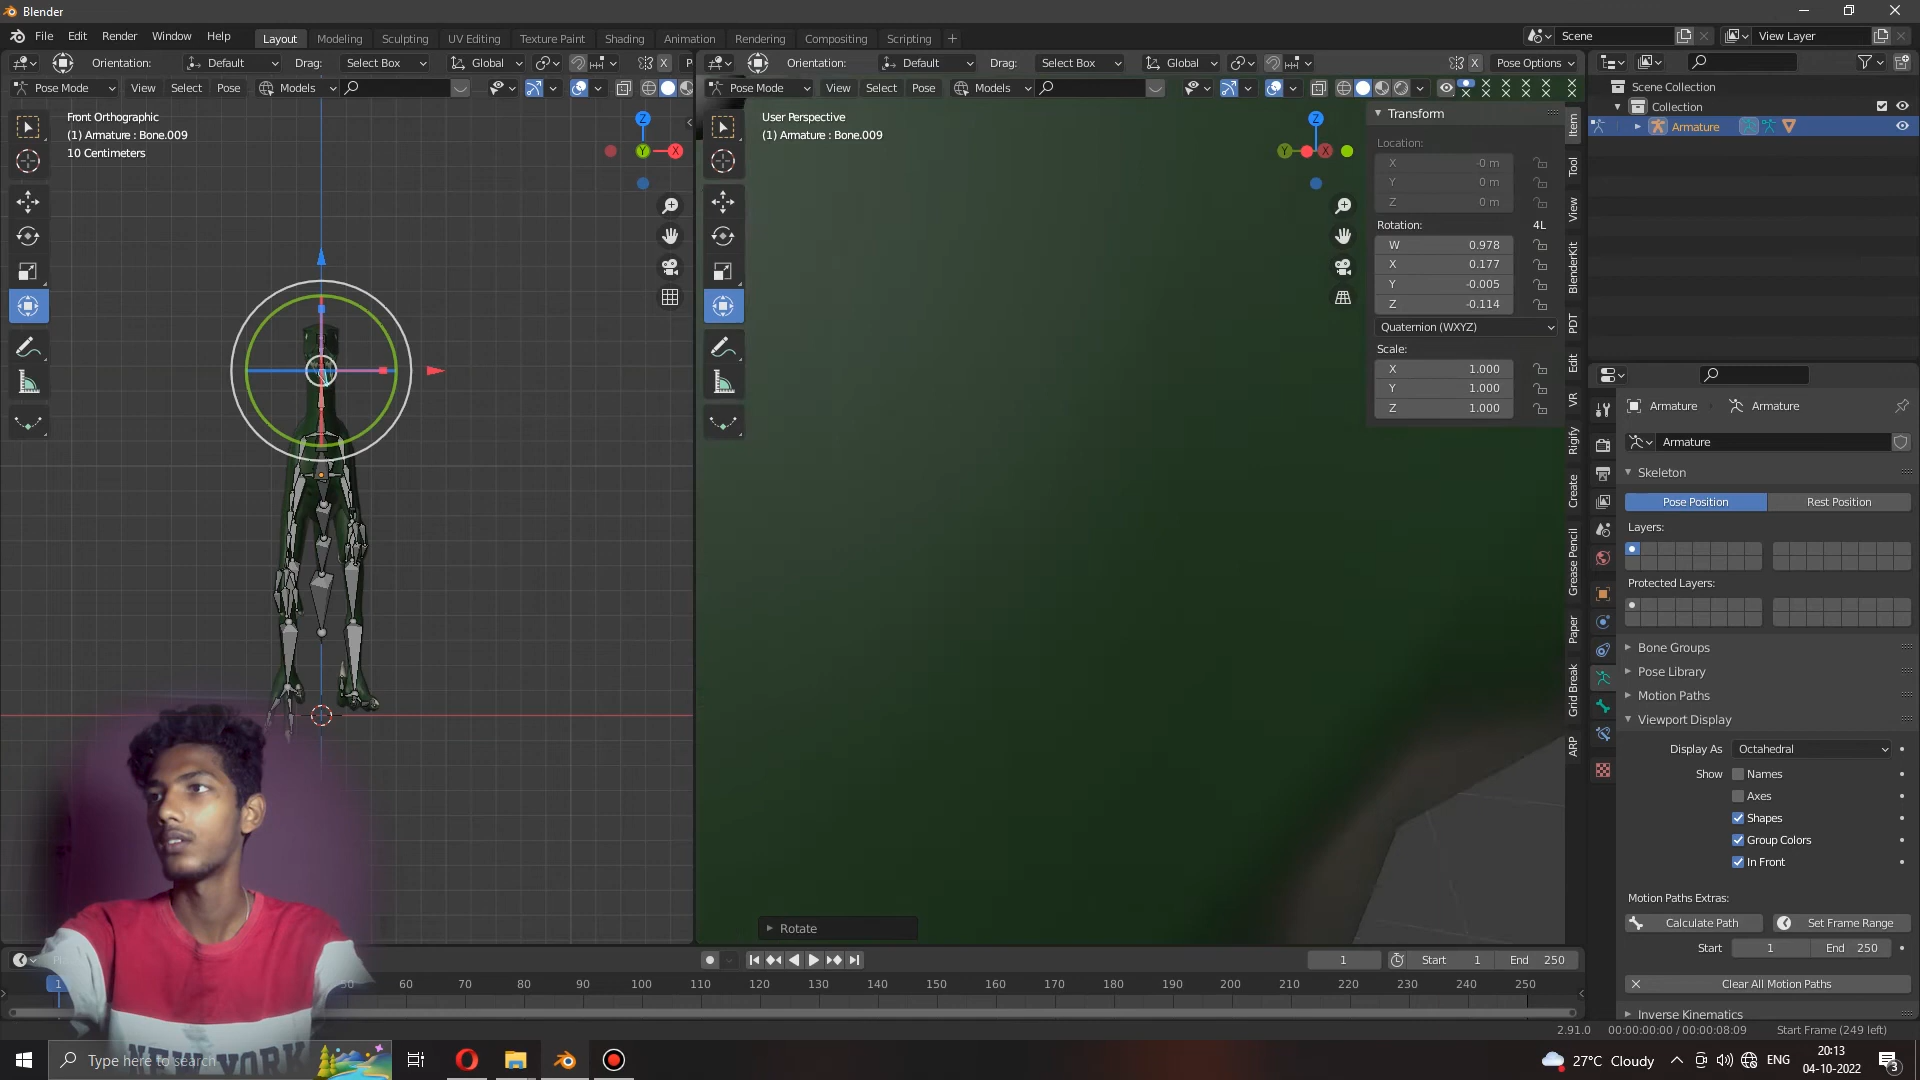 Blender
File Edit Render Window Help
Layout Modeling Sculpting UV Editing Texture Paint Shading Animation Rendering Compositing Scripting +
Scene
View Layer
Orientation: Default Drag: Select Box Global
Orientation: Default Drag: Select Box Global X Pose Options
Pose Mode View Select Pose Models
Pose Mode View Select Pose Models
Front Orthographic
(1) Armature : Bone.009
10 Centimeters
Z
Y
X
User Perspective
(1) Armature : Bone.009
Z
Y
X
Transform
Location:
X -0 m
Y 0 m
Z 0 m
Rotation: 4L
W 0.978
X 0.177
Y -0.005
Z -0.114
Quaternion (WXYZ)
Scale:
X 1.000
Y 1.000
Z 1.000
Item
Tool
View
BlenderKit
PDT
Edit
VR
Rigify
Create
Grease Pencil
Paper
Grid Break
ARP
Scene Collection
Collection
Armature
Armature Armature
Armature
Skeleton
Pose Position Rest Position
Layers:
Protected Layers:
Bone Groups
Pose Library
Motion Paths
Viewport Display
Display As Octahedral
Show Names
Axes
Shapes
Group Colors
In Front
Motion Paths Extras:
Calculate Path Set Frame Range
Start 1 End 250
Clear All Motion Paths
Inverse Kinematics
Rotate
1 Start 1 End 250
1 60 70 80 90 100 110 120 130 140 150 160 170 180 190 200 210 220 230 240 250
2.91.0 00:00:00:00 / 00:00:08:09 Start Frame (249 left)
NEW YORK
Type here to search
27°C Cloudy
ENG
20:13
04-10-2022
3